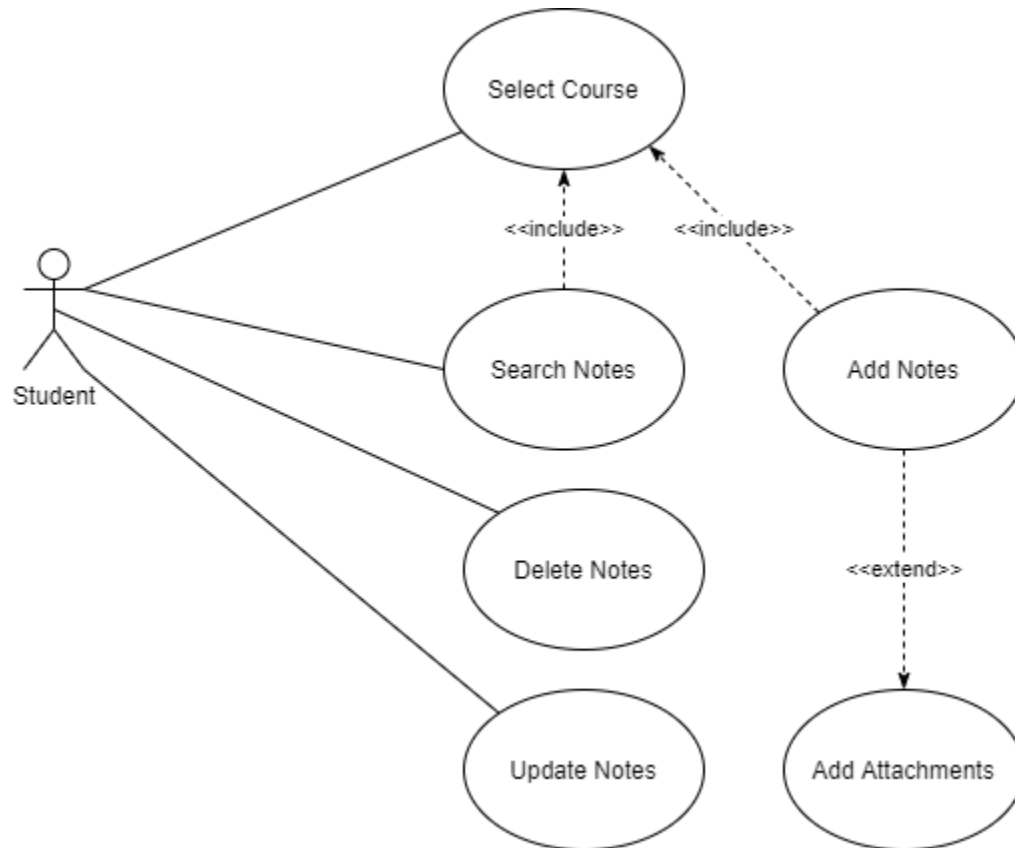 Select Course
<<include>>
<<include>>
Student
Search Notes
Add Notes
Delete Notes
<<extend>>
Update Notes
Add Attachments